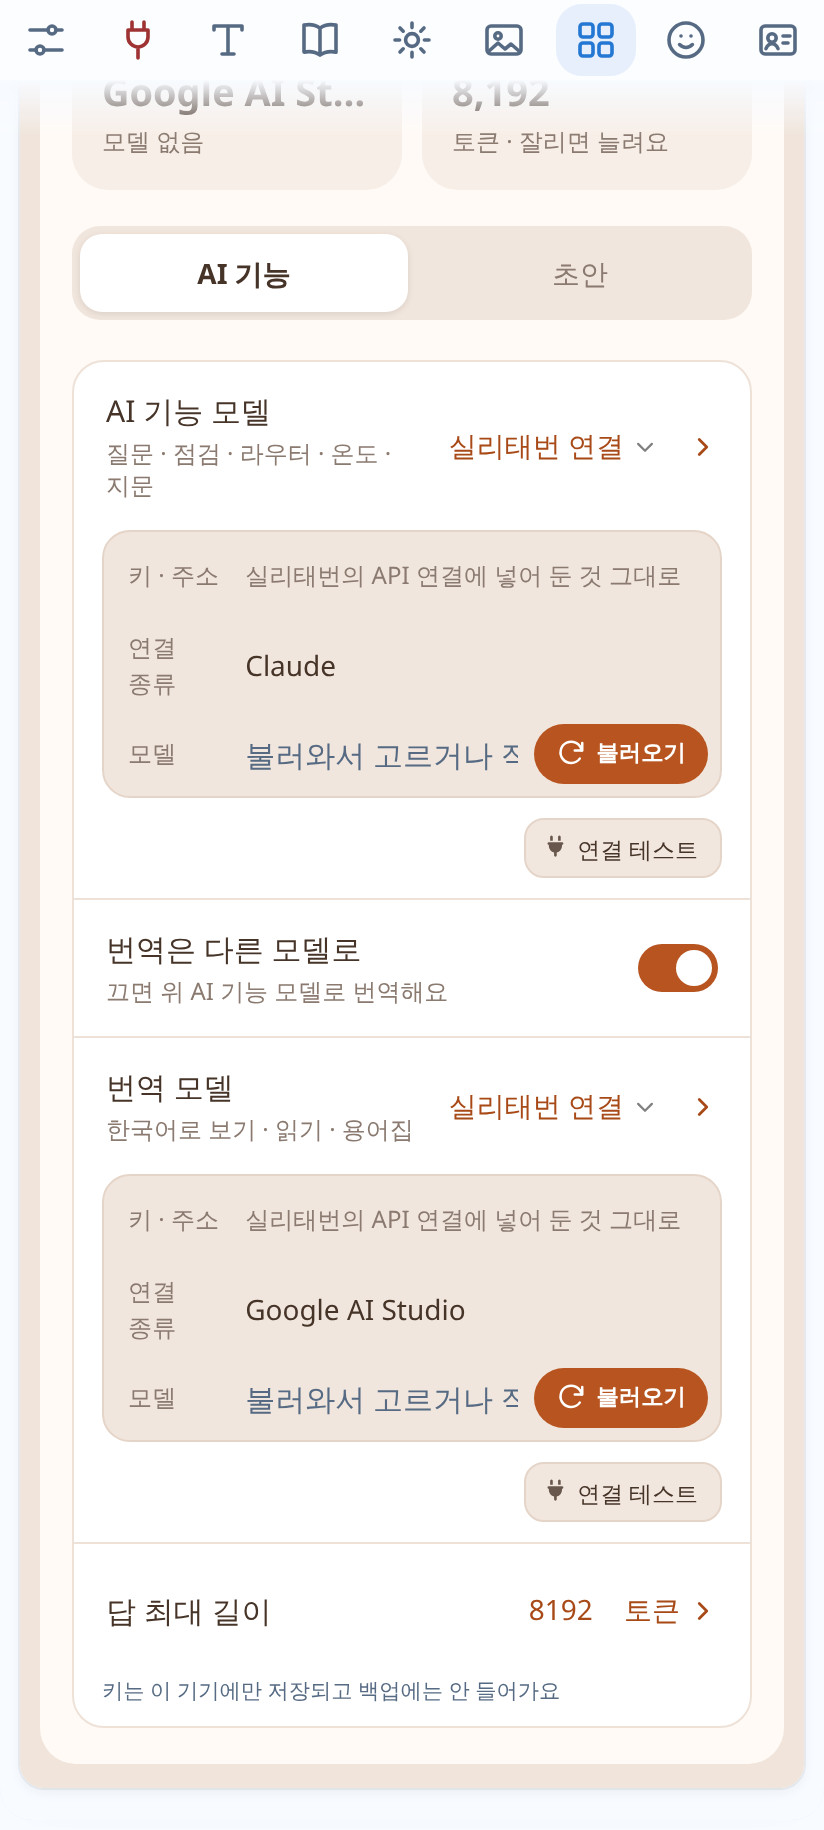 Google AI St...
8,192
모델 없음
토큰 · 잘리면 늘려요
AI 기능
초안
AI 기능 모델
질문 · 점검 · 라우터 · 온도 ·
지문
실리태번 연결
키 · 주소
실리태번의 API 연결에 넣어 둔 것 그대로
연결
종류
Claude
모델
불러와서 고르거나
불러오기
연결 테스트
번역은 다른 모델로
끄면 위 AI 기능 모델로 번역해요
번역 모델
한국어로 보기 · 읽기 · 용어집
실리태번 연결
키 · 주소
실리태번의 API 연결에 넣어 둔 것 그대로
연결
종류
Google AI Studio
모델
불러와서 고르거나
불러오기
연결 테스트
답 최대 길이
8192
토큰
키는 이 기기에만 저장되고 백업에는 안 들어가요